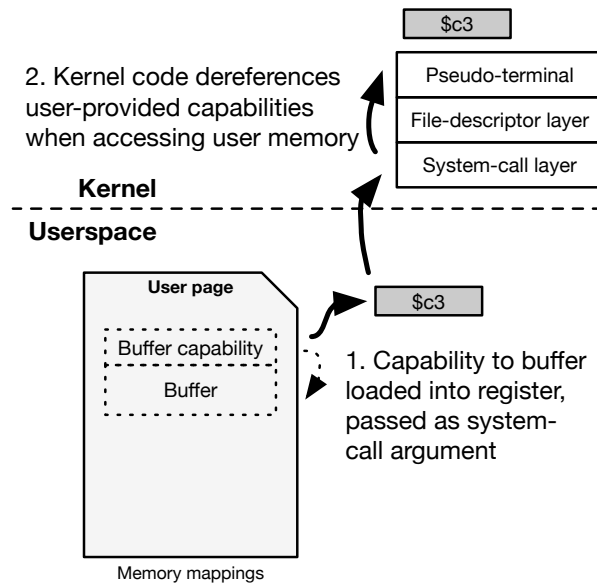 $c3
2. Kernel code dereferences
user-provided capabilities
when accessing user memory
Pseudo-terminal
File-descriptor layer
System-call layer
Kernel
Userspace
User page
$c3
Buffer capability
Buffer
1. Capability to buffer
loaded into register,
passed as system-
call argument
Memory mappings